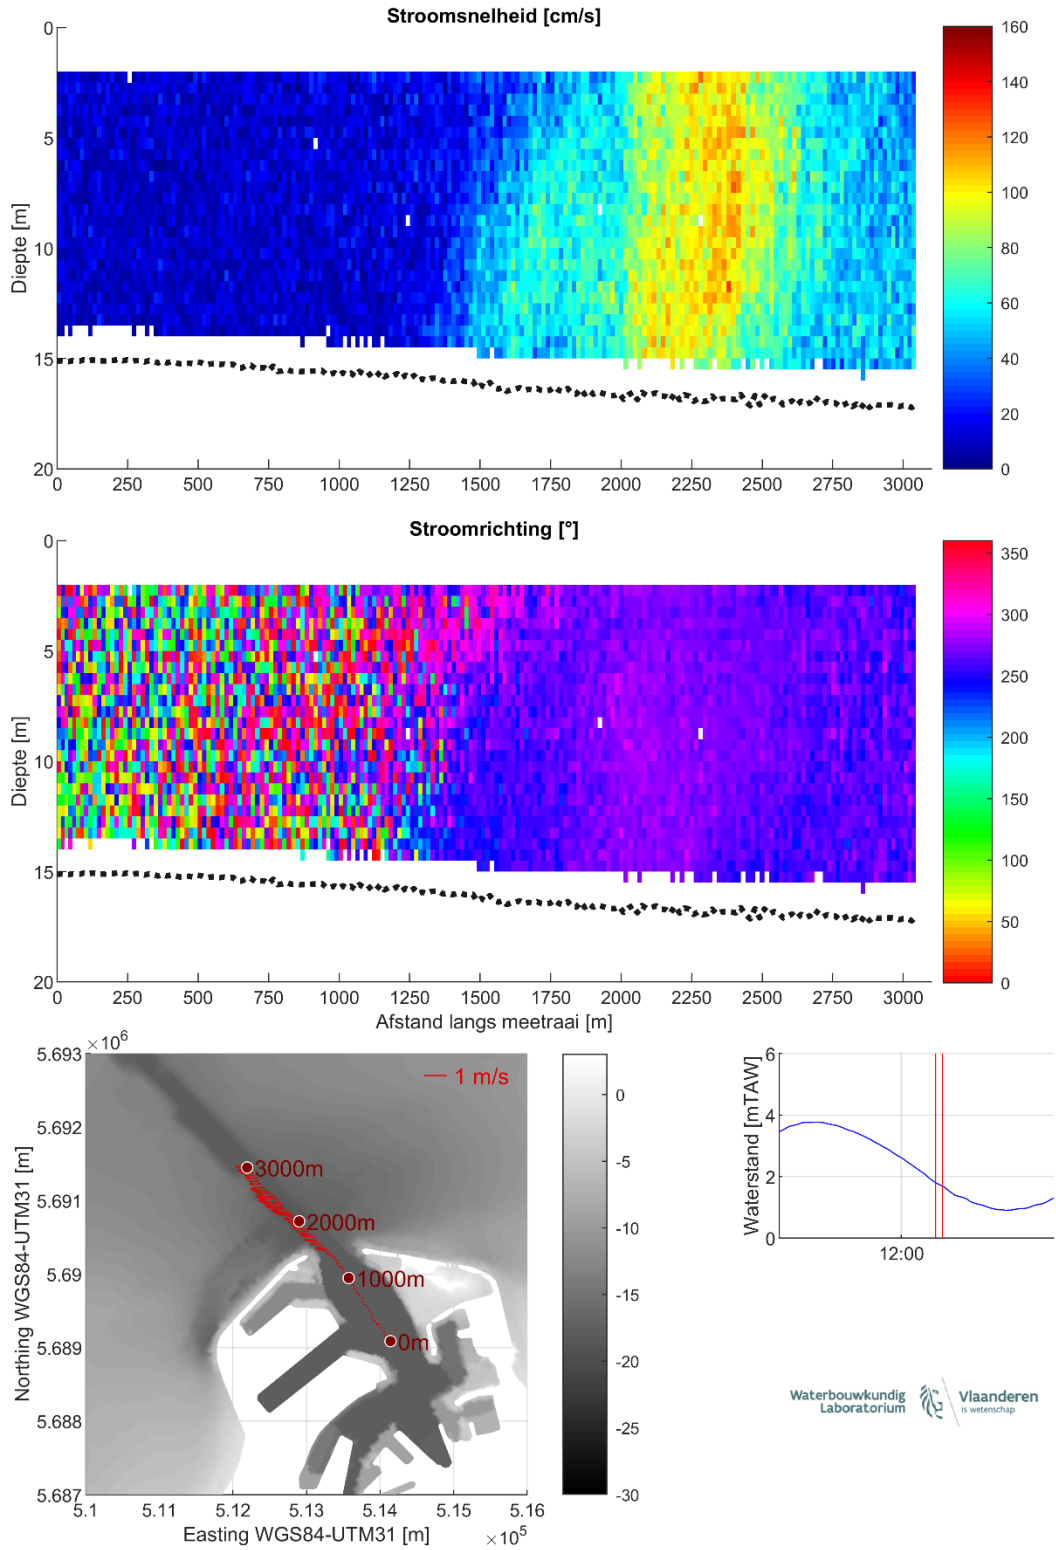 Stroomsnelheid [cm/s]
0
5
10
15
20
Diepte [m]
0 250 500 750 1000 1250 1500 1750 2000 2250 2500 2750 3000
160
140
120
100
80
60
40
20
0
Stroomrichting [°]
0
5
10
15
20
Diepte [m]
0 250 500 750 1000 1250 1500 1750 2000 2250 2500 2750 3000
Afstand langs meetraai [m]
350
300
250
200
150
100
50
0
×10⁶
5.693
5.692
5.691
5.69
5.689
5.688
5.687
Northing WGS84-UTM31 [m]
1 m/s
3000m
2000m
1000m
0m
5.1 5.12 5.13 5.14 5.15 5.16
Easting WGS84-UTM31 [m]
×10⁵
0
-5
-10
-15
-20
-25
-30
Waterstand [mTAW]
6
4
2
0
12:00
Waterbouwkundig
Laboratorium
Vlaanderen
is wetenschap